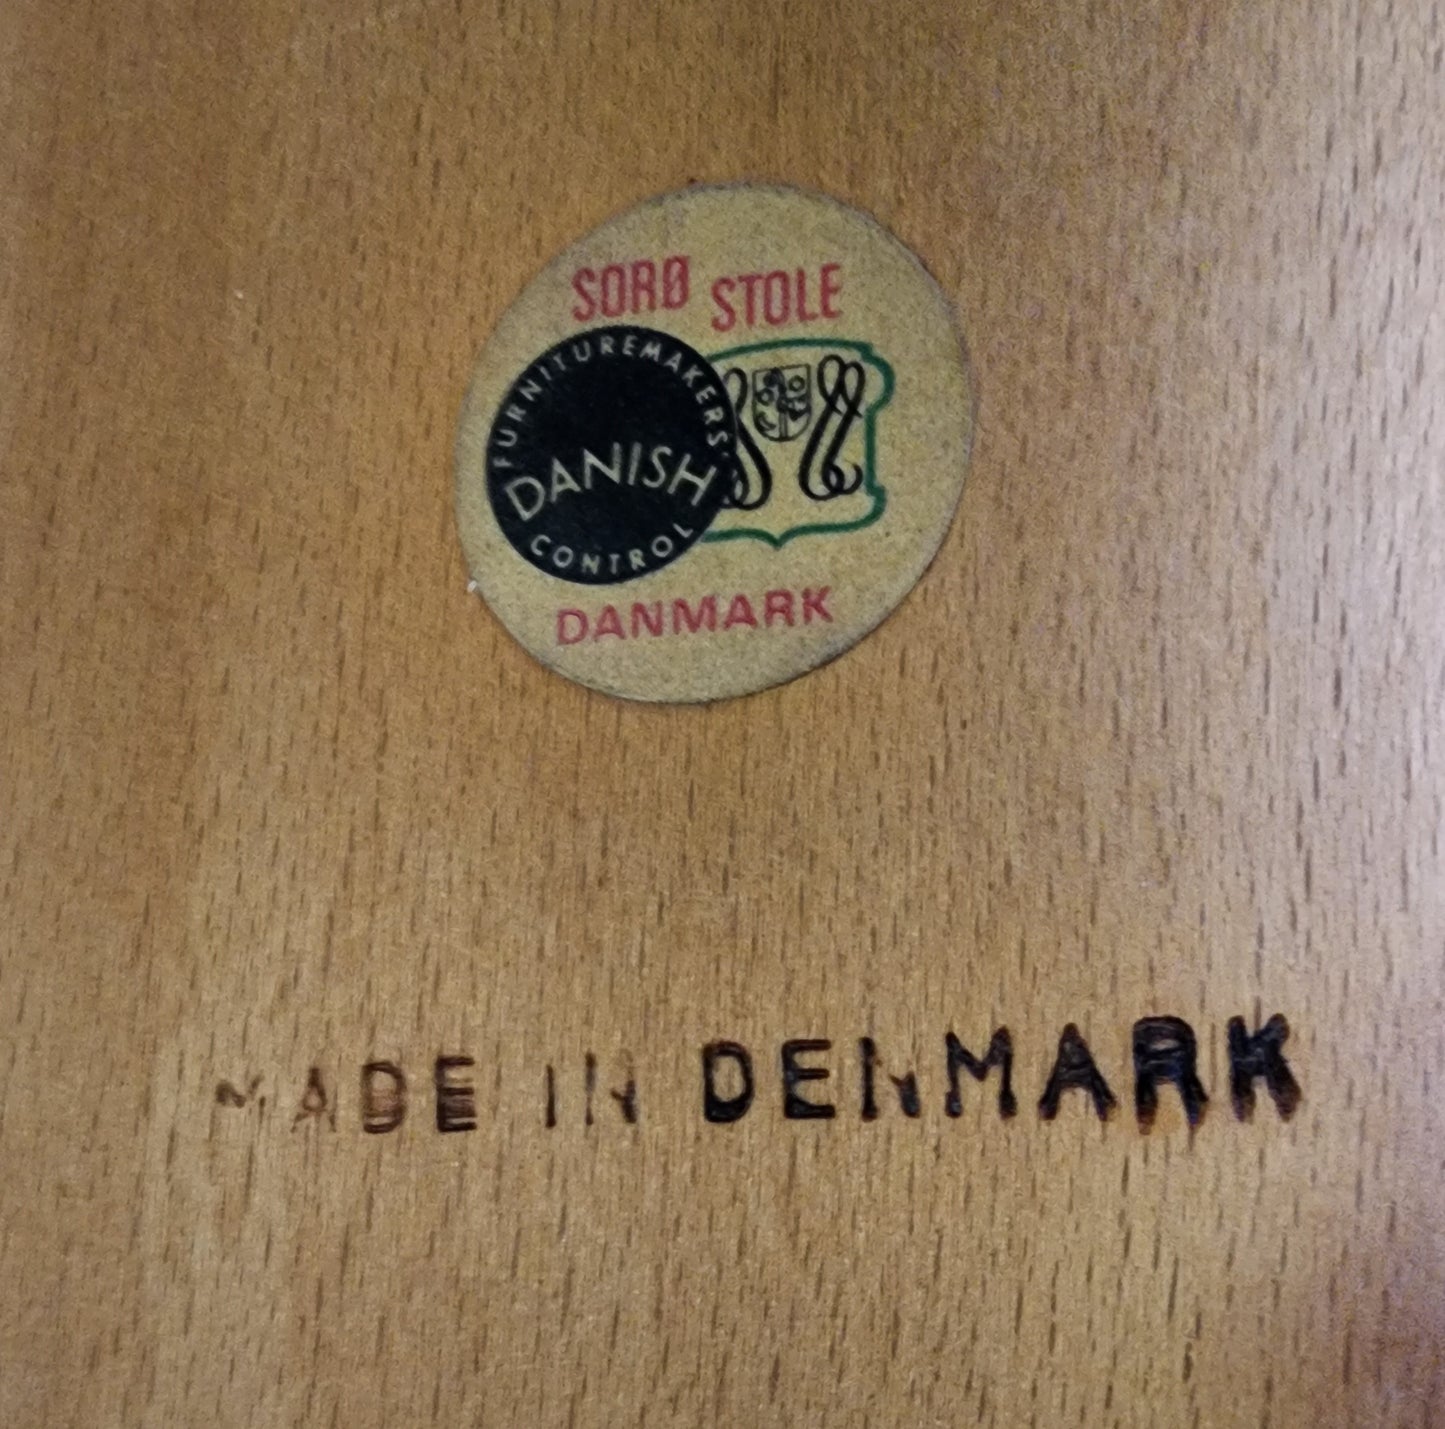 SORØ STOLE
FURNITUREMAKERS'
DANISH
CONTROL
DANMARK
MADE IN DENMARK